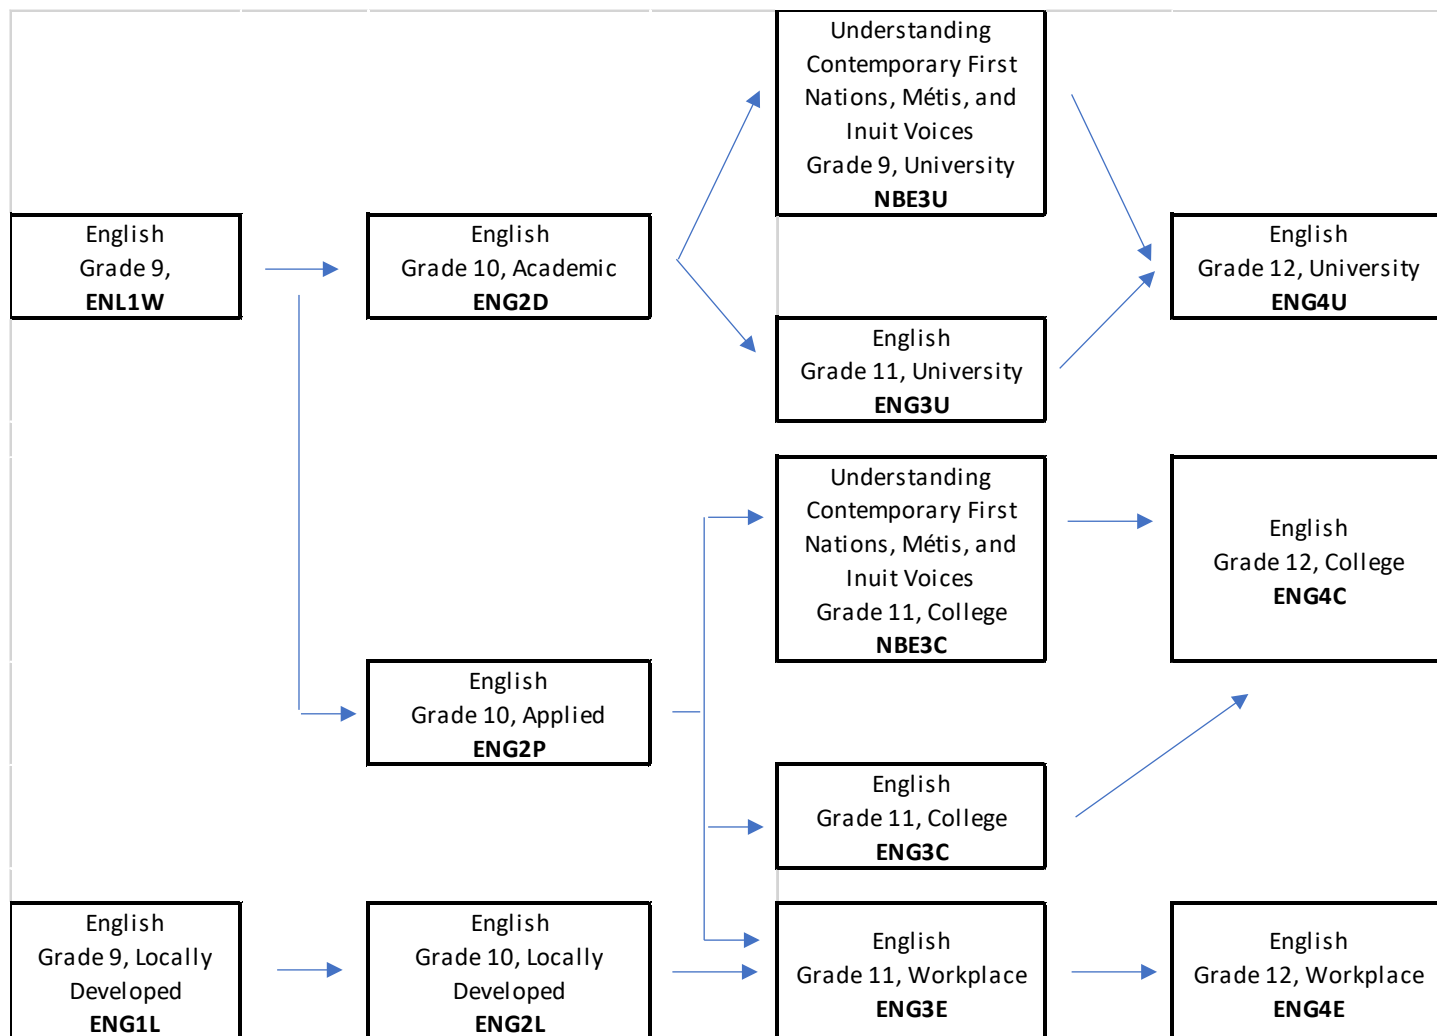 Understanding
Contemporary First
Nations, Métis, and
Inuit Voices
Grade 9, University
NBE3U
English
Grade 9,
ENL1W
English
Grade 10, Academic
ENG2D
English
Grade 12, University
ENG4U
English
Grade 11, University
ENG3U
Understanding
Contemporary First
Nations, Métis, and
Inuit Voices
Grade 11, College
NBE3C
English
Grade 12, College
ENG4C
English
Grade 10, Applied
ENG2P
English
Grade 11, College
ENG3C
English
Grade 9, Locally
Developed
ENG1L
English
Grade 10, Locally
Developed
ENG2L
English
Grade 11, Workplace
ENG3E
English
Grade 12, Workplace
ENG4E